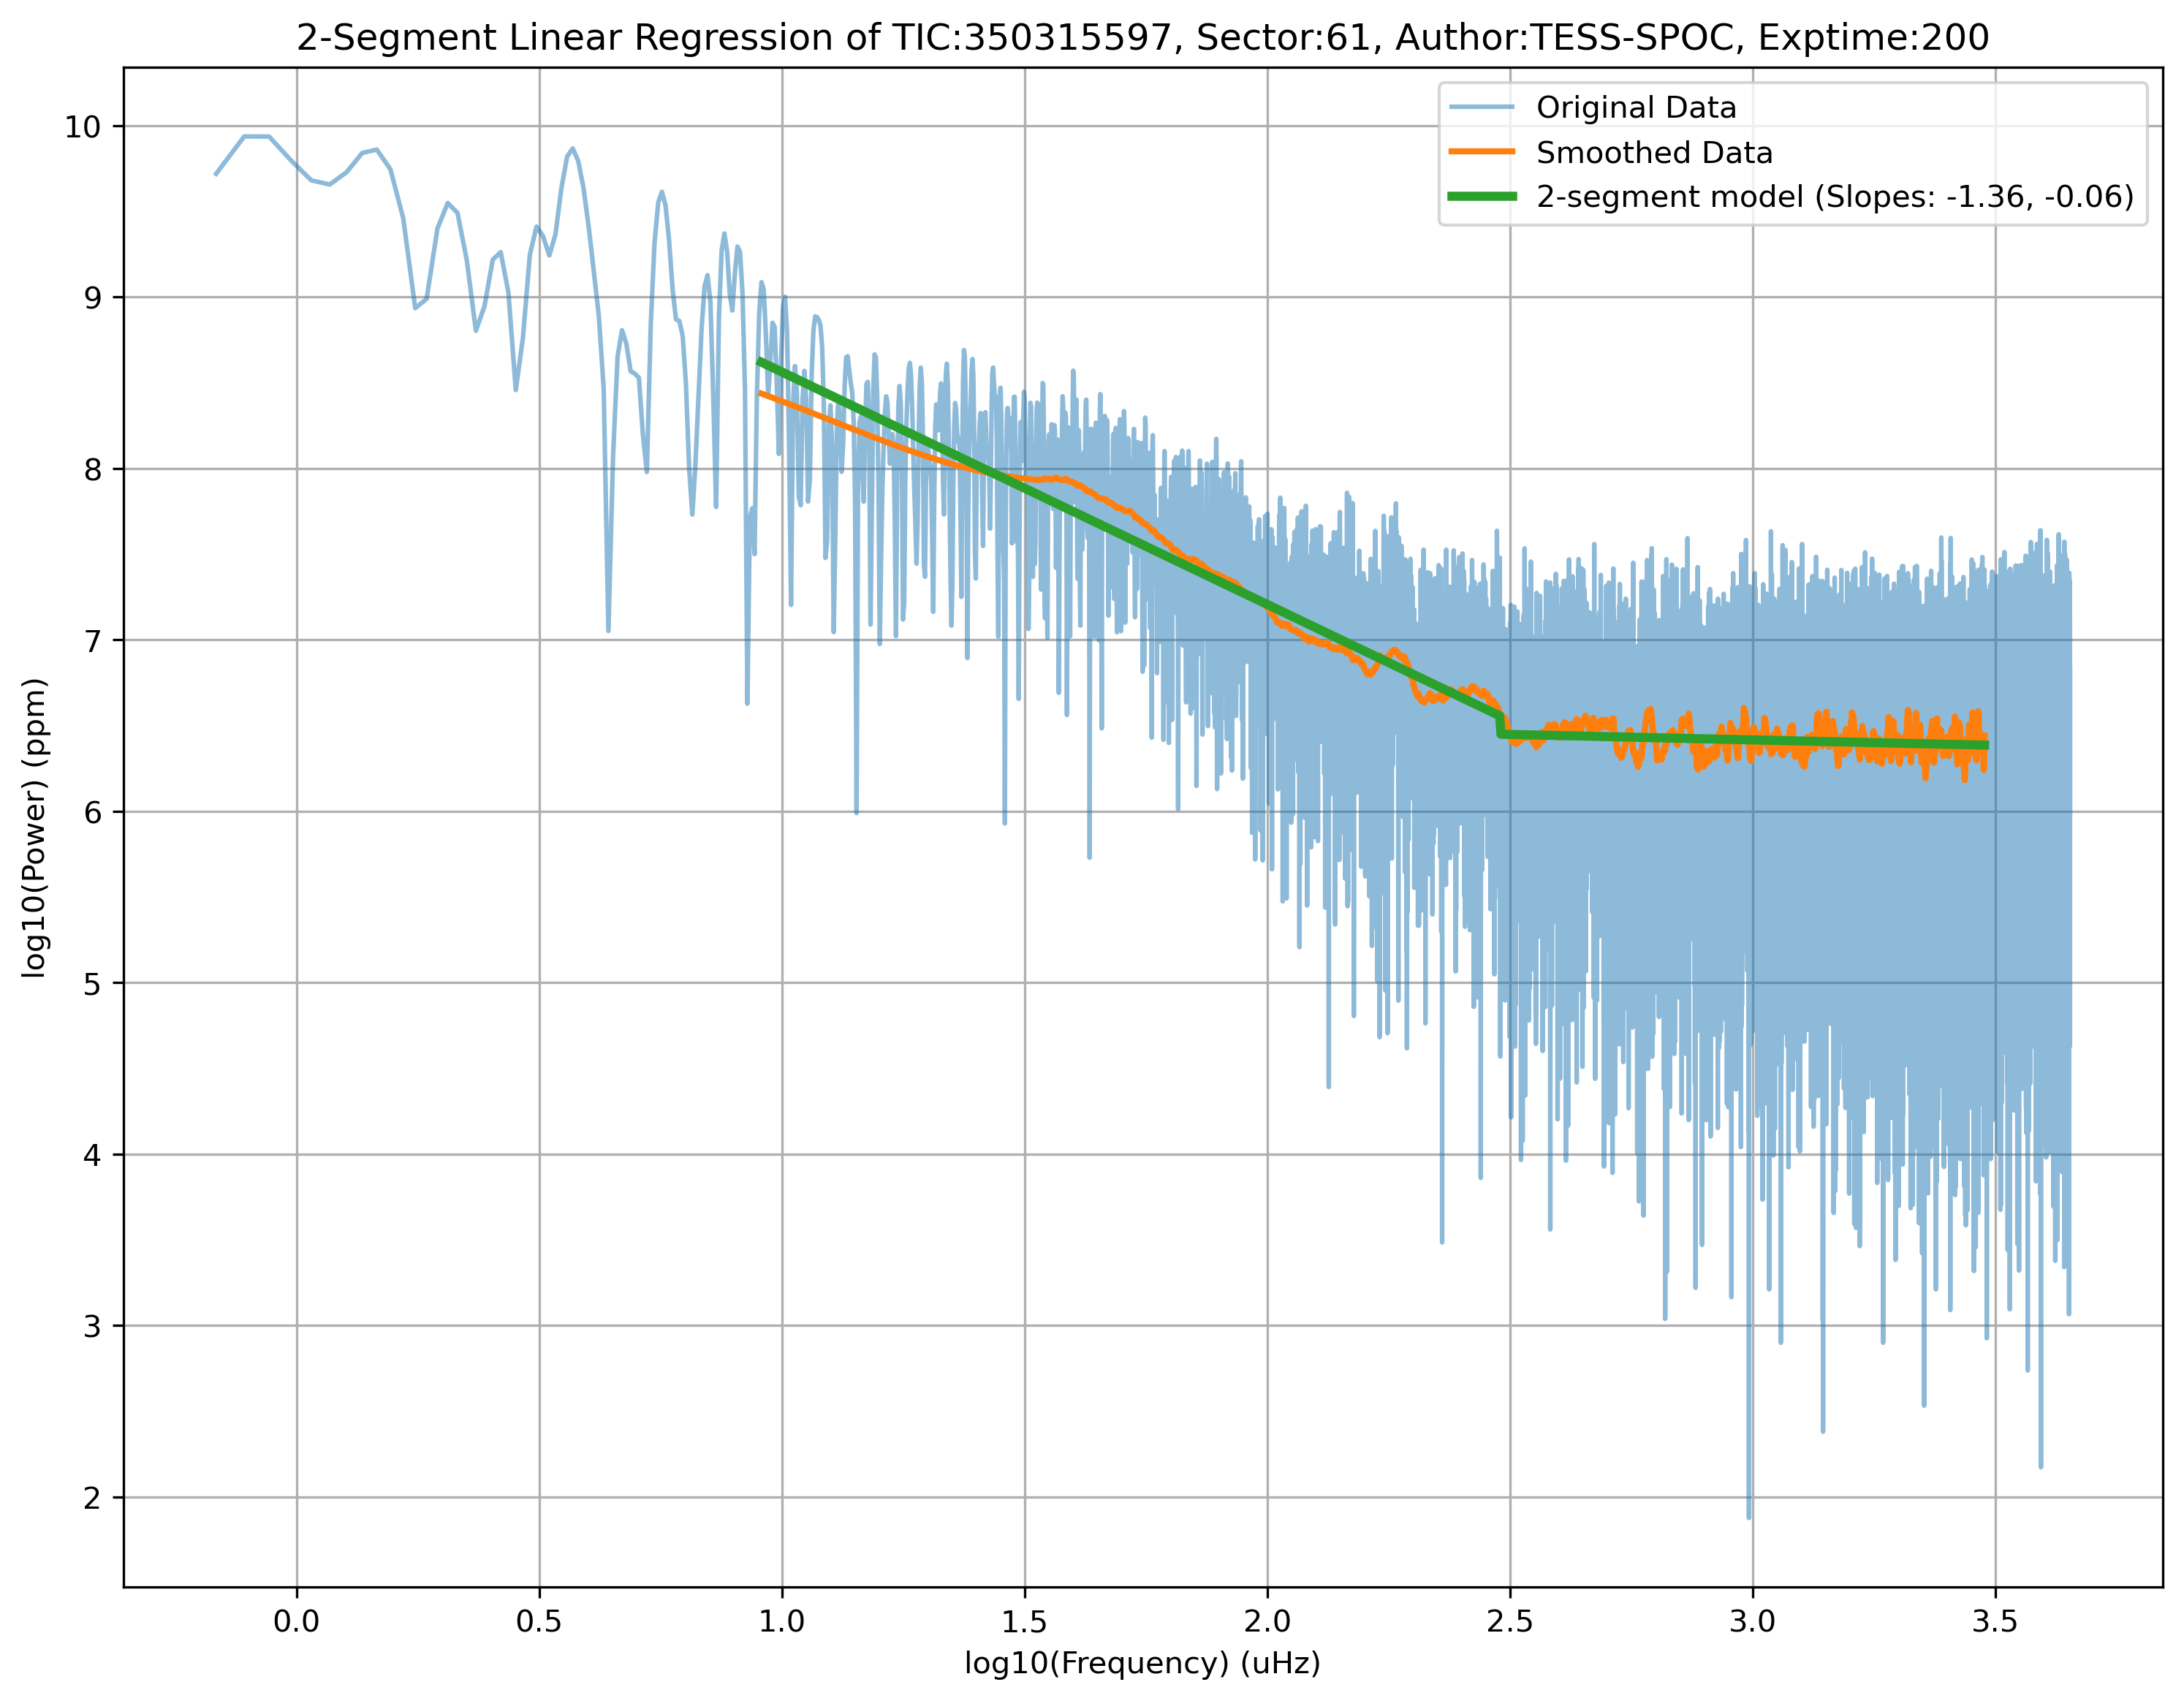 2-Segment Linear Regression of TIC:350315597, Sector:61, Author:TESS-SPOC, Exptime:200
Original Data
Smoothed Data
2-segment model (Slopes: -1.36, -0.06)
log10(Power) (ppm)
10
9
8
7
6
5
4
3
2
0.0 0.5 1.0 1.5 2.0 2.5 3.0 3.5
log10(Frequency) (uHz)